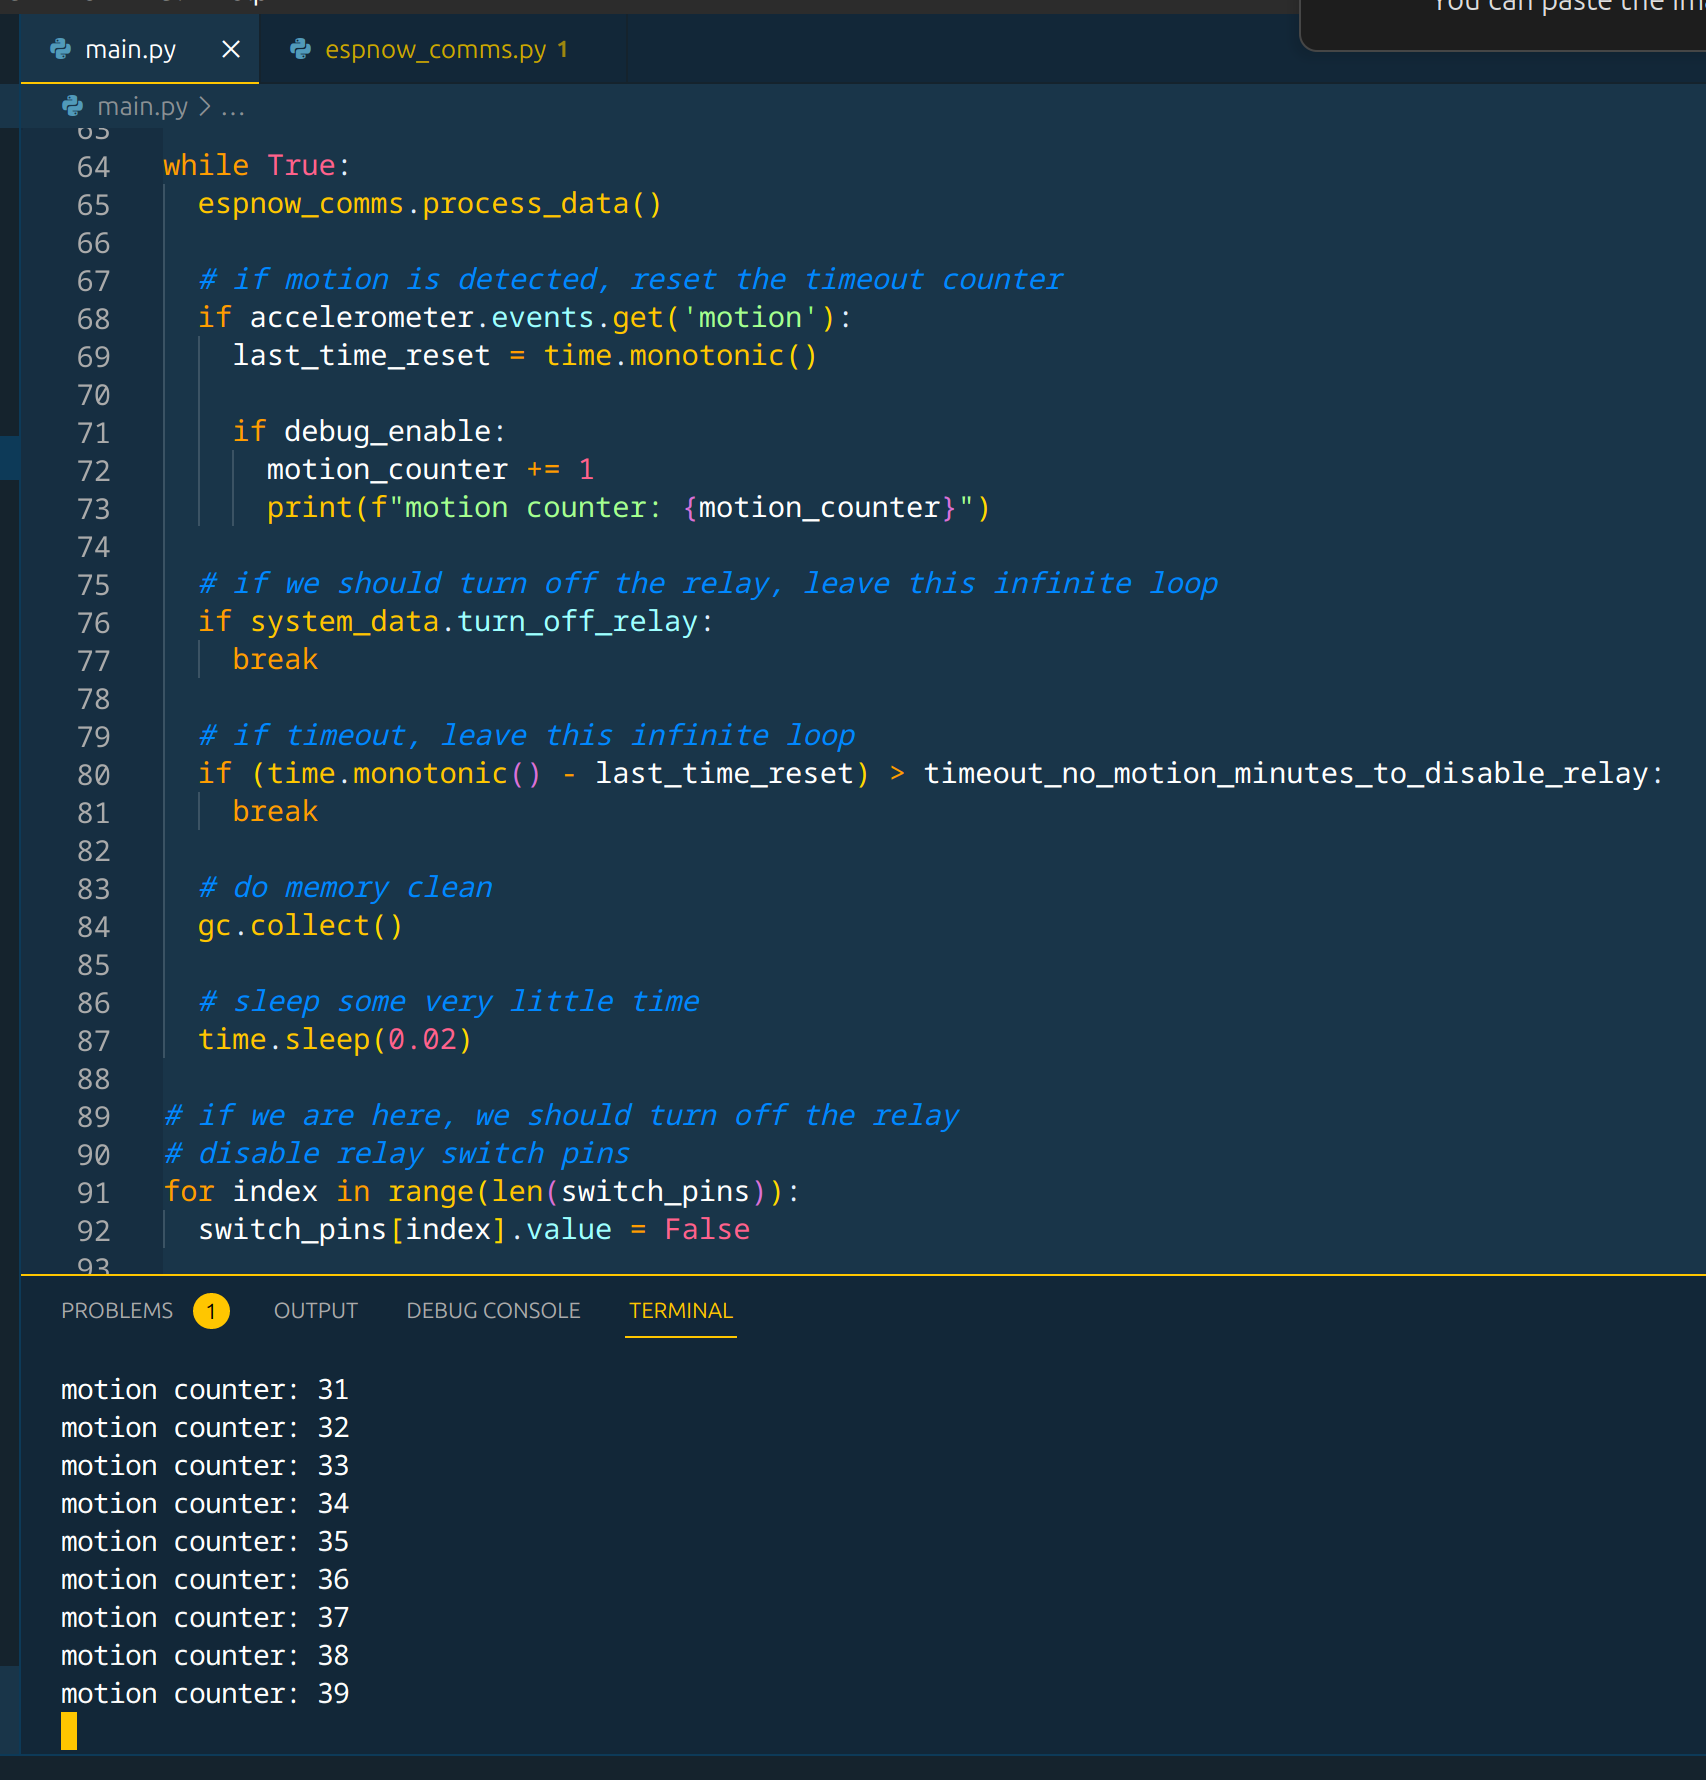 You can paste the ima
main.py
espnow_comms.py 1
main.py > ...
63
64 while True:
65   espnow_comms.process_data()
66
67   # if motion is detected, reset the timeout counter
68   if accelerometer.events.get('motion'):
69     last_time_reset = time.monotonic()
70
71     if debug_enable:
72       motion_counter += 1
73       print(f"motion counter: {motion_counter}")
74
75   # if we should turn off the relay, leave this infinite loop
76   if system_data.turn_off_relay:
77     break
78
79   # if timeout, leave this infinite loop
80   if (time.monotonic() - last_time_reset) > timeout_no_motion_minutes_to_disable_relay:
81     break
82
83   # do memory clean
84   gc.collect()
85
86   # sleep some very little time
87   time.sleep(0.02)
88
89 # if we are here, we should turn off the relay
90 # disable relay switch pins
91 for index in range(len(switch_pins)):
92   switch_pins[index].value = False
93
PROBLEMS 1 OUTPUT DEBUG CONSOLE TERMINAL
motion counter: 31
motion counter: 32
motion counter: 33
motion counter: 34
motion counter: 35
motion counter: 36
motion counter: 37
motion counter: 38
motion counter: 39